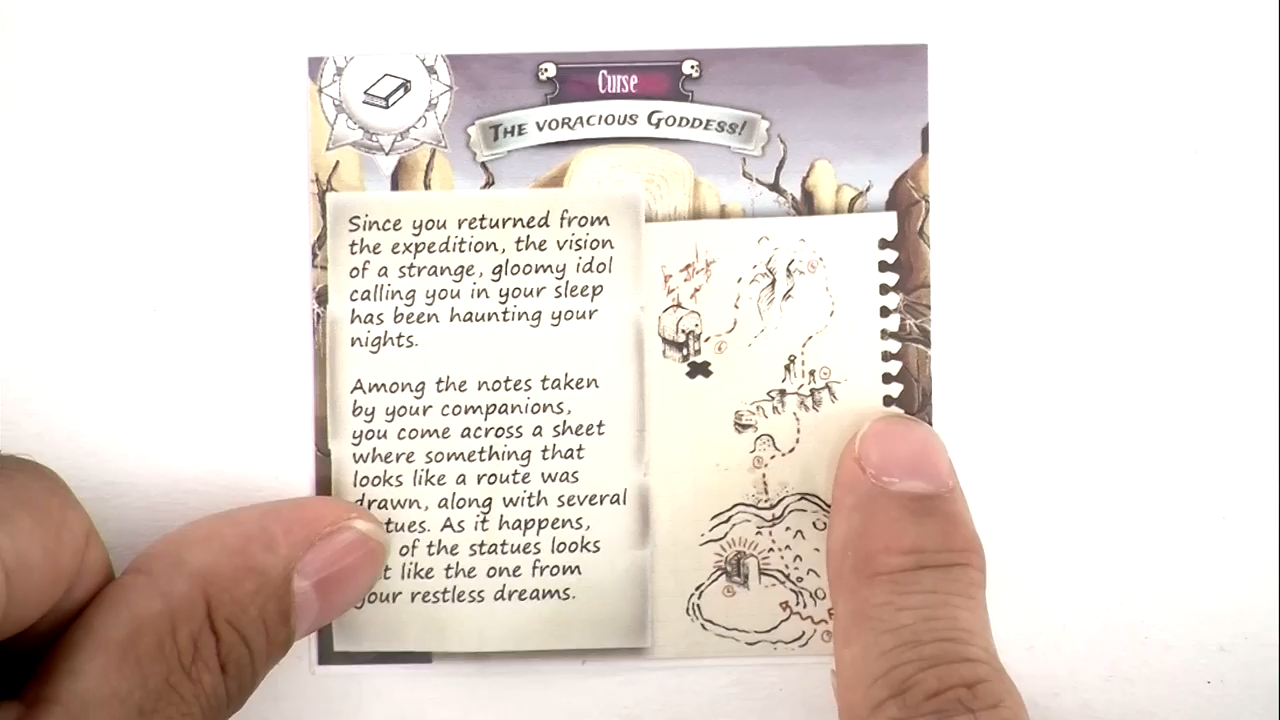 Curse
THE VORACIOUS GODDESS!
Since you returned from
the expedition, the vision
of a strange, gloomy idol
calling you in your sleep
has been haunting your
nights.
Among the notes taken
by your companions,
you come across a sheet
where something that
looks like a route was
drawn, along with several
As it happens,
of the statues looks
like the one from
your restless dreams.